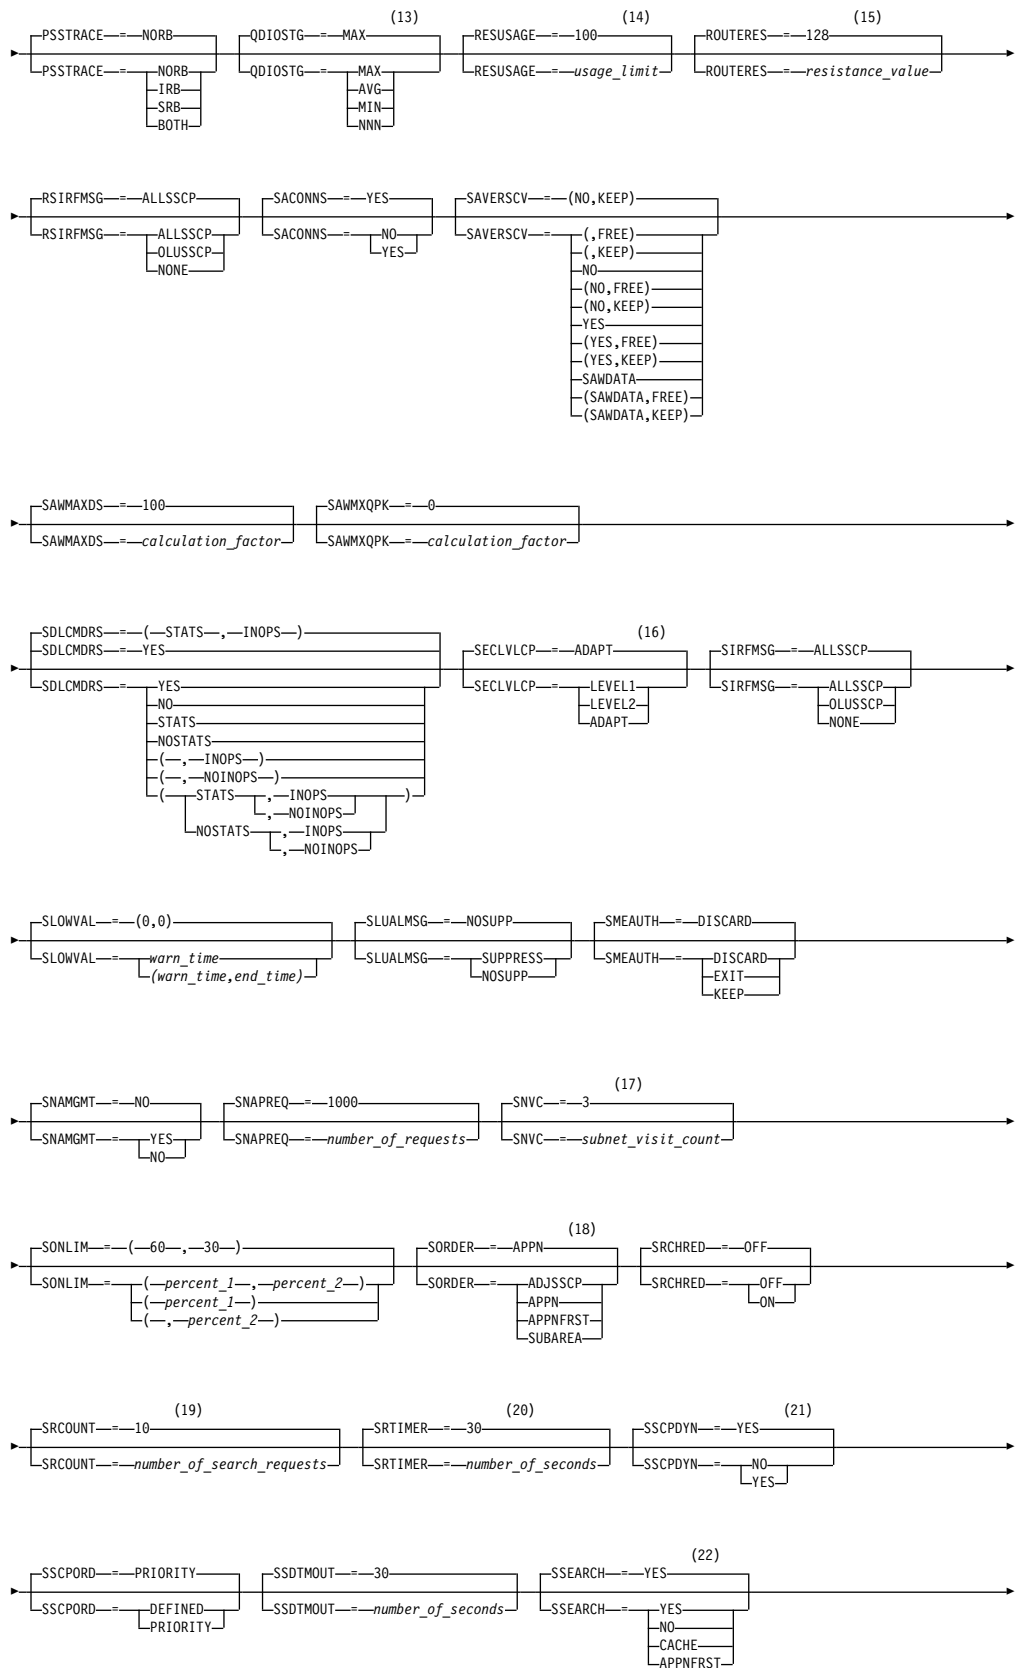 (13) (14) (15)
PSSTRACE = NORB QDIOSTG = MAX RESUSAGE = 100 ROUTERES = 128
PSSTRACE = NORB QDIOSTG = MAX RESUSAGE = usage_limit ROUTERES = resistance_value
IRB AVG
SRB MIN
BOTH NNN
RSIRFMSG = ALLSSCP SACONNS = YES SAVERSCV = (NO,KEEP)
RSIRFMSG = ALLSSCP SACONNS = NO SAVERSCV = (,FREE)
OLUSSCP YES (,KEEP)
NONE NO
(NO,FREE)
(NO,KEEP)
YES
(YES,FREE)
(YES,KEEP)
SAWDATA
(SAWDATA,FREE)
(SAWDATA,KEEP)
SAWMAXDS = 100 SAWMXQPK = 0
SAWMAXDS = calculation_factor SAWMXQPK = calculation_factor
(16)
SDLCMDRS = ( STATS , INOPS )
SDLCMDRS = YES SECLVLCP = ADAPT SIRFMSG = ALLSSCP
SDLCMDRS = YES SECLVLCP = LEVEL1 SIRFMSG = ALLSSCP
NO LEVEL2 OLUSSCP
STATS ADAPT NONE
NOSTATS
( , INOPS )
( , NOINOPS )
( STATS , INOPS )
, NOINOPS
NOSTATS , INOPS
, NOINOPS
SLOWVAL = (0,0) SLUALMSG = NOSUPP SMEAUTH = DISCARD
SLOWVAL = warn_time SLUALMSG = SUPPRESS SMEAUTH = DISCARD
(warn_time,end_time) NOSUPP EXIT
KEEP
(17)
SNAMGMT = NO SNAPREQ = 1000 SNVC = 3
SNAMGMT = YES SNAPREQ = number_of_requests SNVC = subnet_visit_count
NO
(18)
SONLIM = ( 60 , 30 ) SORDER = APPN SRCHRED = OFF
SONLIM = ( percent_1 , percent_2 ) SORDER = ADJSSCP SRCHRED = OFF
( percent_1 ) APPN ON
( , percent_2 ) APPNFRST
SUBAREA
(19) (20) (21)
SRCOUNT = 10 SRTIMER = 30 SSCPDYN = YES
SRCOUNT = number_of_search_requests SRTIMER = number_of_seconds SSCPDYN = NO
YES
(22)
SSCPORD = PRIORITY SSDTMOUT = 30 SSEARCH = YES
SSCPORD = DEFINED SSDTMOUT = number_of_seconds SSEARCH = YES
PRIORITY NO
CACHE
APPNFRST